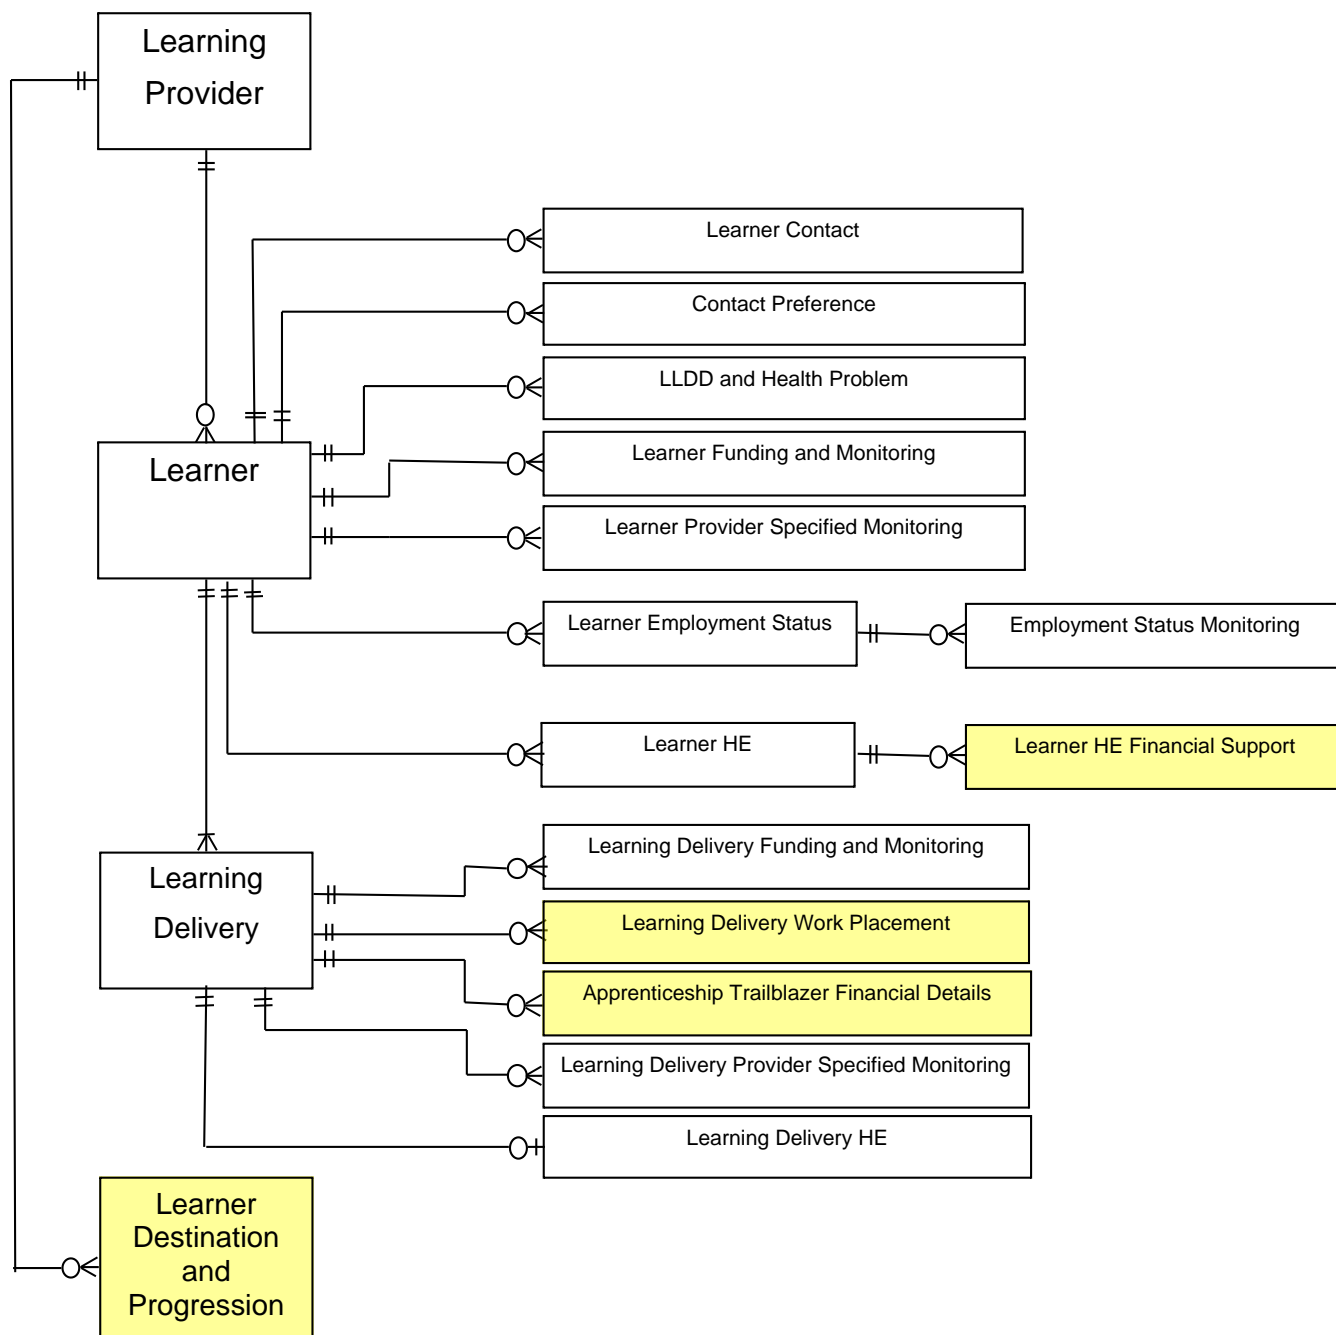 Learning
Provider
Learner Contact
Contact Preference
LLDD and Health Problem
Learner Funding and Monitoring
Learner
Learner Provider Specified Monitoring
Learner Employment Status
Employment Status Monitoring
Learner HE
Learner HE Financial Support
Learning Delivery Funding and Monitoring
Learning
Delivery
Learning Delivery Work Placement
Apprenticeship Trailblazer Financial Details
Learning Delivery Provider Specified Monitoring
Learning Delivery HE
Learner
Destination
and
Progression